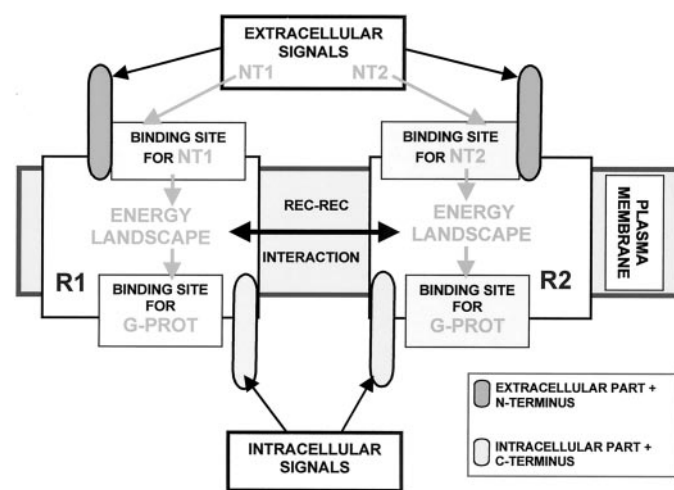 EXTRACELLULAR
SIGNALS
NT1 NT2
BINDING SITE
FOR NT1
BINDING SITE
FOR NT2
ENERGY
LANDSCAPE
REC-REC
INTERACTION
ENERGY
LANDSCAPE
PLASMA
MEMBRANE
R1
BINDING SITE
FOR
G-PROT
BINDING SITE
FOR
G-PROT
R2
INTRACELLULAR
SIGNALS
EXTRACELLULAR PART +
N-TERMINUS
INTRACELLULAR PART +
C-TERMINUS